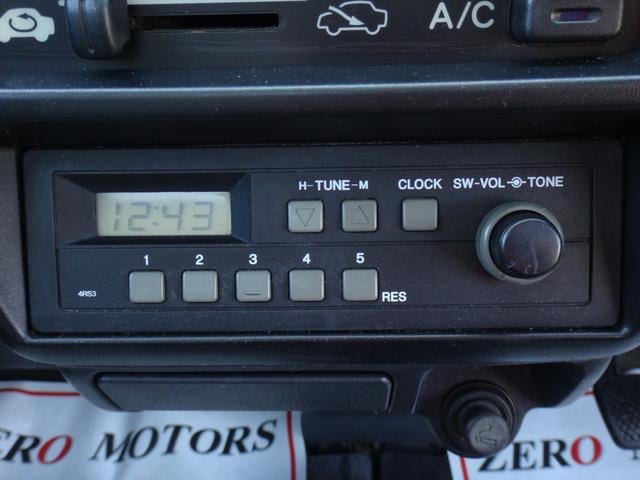 A/C
H-TUNE-M CLOCK SW-VOL TONE
12:43
1 2 3 4 5
4RS3
RES
ZERO MOTORS
ZERO